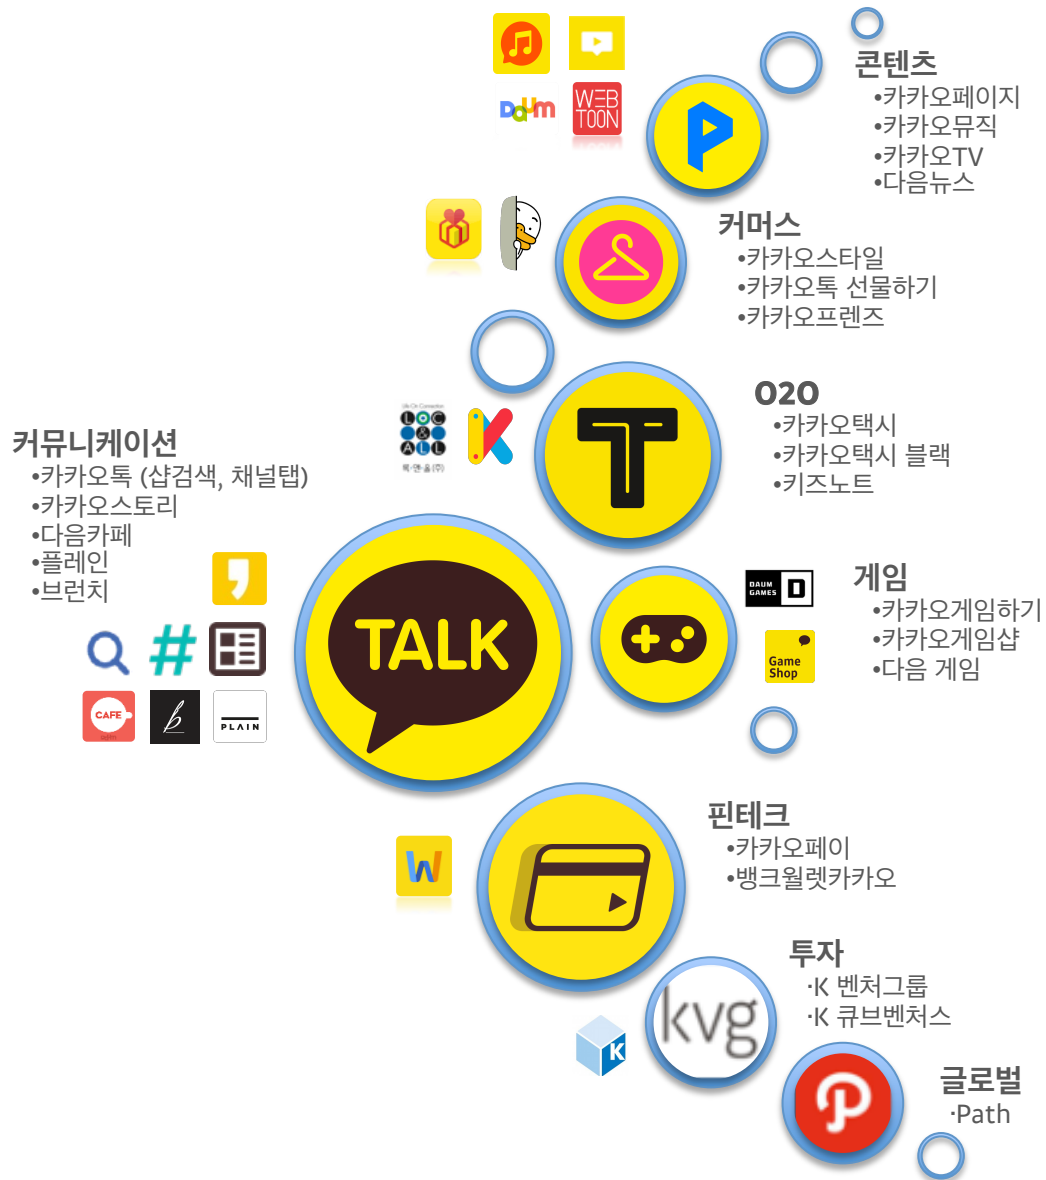 콘텐츠
•카카오페이지
•카카오뮤직
•카카오TV
•다음뉴스
Daum
WEB
TOON
P
커머스
•카카오스타일
•카카오톡 선물하기
•카카오프렌즈
O2O
•카카오택시
•카카오택시 블랙
•키즈노트
LOC
&
ALL
록·앤·올(주)
K
T
커뮤니케이션
•카카오톡 (샵검색, 채널탭)
•카카오스토리
•다음카페
•플레인
•브런치
#
CAFE
b
PLAIN
TALK
게임
•카카오게임하기
•카카오게임샵
•다음 게임
DAUM
GAMES
D
Game
Shop
핀테크
•카카오페이
•뱅크월렛카카오
W
투자
·K 벤처그룹
·K 큐브벤처스
kvg
K
글로벌
·Path
P